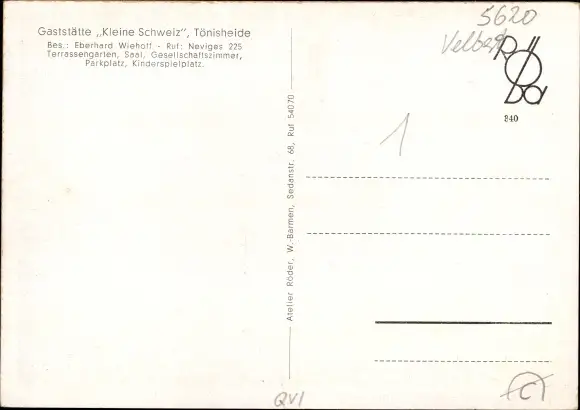 Gaststätte „Kleine Schweiz", Tönisheide
Bes.: Eberhard Wiehoff - Ruf: Neviges 225
Terrassengarten, Saal, Gesellschaftszimmer,
Parkplatz, Kinderspielplatz.
5620
Velbert
840
1
Atelier Röder, W.-Barmen, Sedanstr. 68, Ruf 54070
QVI
C